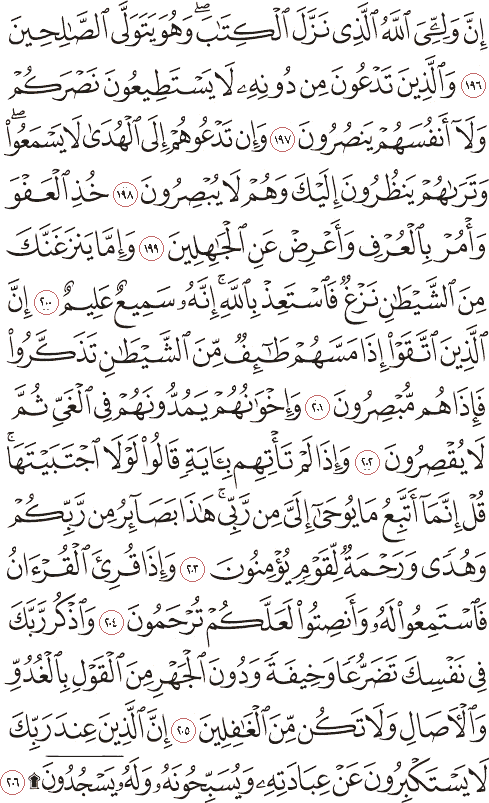 إِنَّ وَلِـِّۧيَ ٱللَّهُ ٱلَّذِي نَزَّلَ ٱلۡكِتَٰبَۖ وَهُوَ يَتَوَلَّى ٱلصَّٰلِحِينَ
١٩٦ وَٱلَّذِينَ تَدۡعُونَ مِن دُونِهِۦ لَا يَسۡتَطِيعُونَ نَصۡرَكُمۡ
وَلَآ أَنفُسَهُمۡ يَنصُرُونَ ١٩٧ وَإِن تَدۡعُوهُمۡ إِلَى ٱلۡهُدَىٰ لَا يَسۡمَعُواْۖ
وَتَرَىٰهُمۡ يَنظُرُونَ إِلَيۡكَ وَهُمۡ لَا يُبۡصِرُونَ ١٩٨ خُذِ ٱلۡعَفۡوَ
وَأۡمُرۡ بِٱلۡعُرۡفِ وَأَعۡرِضۡ عَنِ ٱلۡجَٰهِلِينَ ١٩٩ وَإِمَّا يَنزَغَنَّكَ
مِنَ ٱلشَّيۡطَٰنِ نَزۡغٞ فَٱسۡتَعِذۡ بِٱللَّهِۚ إِنَّهُۥ سَمِيعٌ عَلِيمٌ ٢٠٠ إِنَّ
ٱلَّذِينَ ٱتَّقَوۡاْ إِذَا مَسَّهُمۡ طَٰٓئِفٞ مِّنَ ٱلشَّيۡطَٰنِ تَذَكَّرُواْ
فَإِذَا هُم مُّبۡصِرُونَ ٢٠١ وَإِخۡوَٰنُهُمۡ يَمُدُّونَهُمۡ فِي ٱلۡغَيِّ ثُمَّ
لَا يُقۡصِرُونَ ٢٠٢ وَإِذَا لَمۡ تَأۡتِهِم بِـَٔايَةٖ قَالُواْ لَوۡلَا ٱجۡتَبَيۡتَهَاۚ
قُلۡ إِنَّمَآ أَتَّبِعُ مَا يُوحَىٰٓ إِلَيَّ مِن رَّبِّيۚ هَٰذَا بَصَآئِرُ مِن رَّبِّكُمۡ
وَهُدٗى وَرَحۡمَةٞ لِّقَوۡمٖ يُؤۡمِنُونَ ٢٠٣ وَإِذَا قُرِئَ ٱلۡقُرۡءَانُ
فَٱسۡتَمِعُواْ لَهُۥ وَأَنصِتُواْ لَعَلَّكُمۡ تُرۡحَمُونَ ٢٠٤ وَٱذۡكُر رَّبَّكَ
فِي نَفۡسِكَ تَضَرُّعٗا وَخِيفَةٗ وَدُونَ ٱلۡجَهۡرِ مِنَ ٱلۡقَوۡلِ بِٱلۡغُدُوِّ
وَٱلۡأٓصَالِ وَلَا تَكُن مِّنَ ٱلۡغَٰفِلِينَ ٢٠٥ إِنَّ ٱلَّذِينَ عِندَ رَبِّكَ
لَا يَسۡتَكۡبِرُونَ عَنۡ عِبَادَتِهِۦ وَيُسَبِّحُونَهُۥ وَلَهُۥ يَسۡجُدُونَۤ۩ ٢٠٦